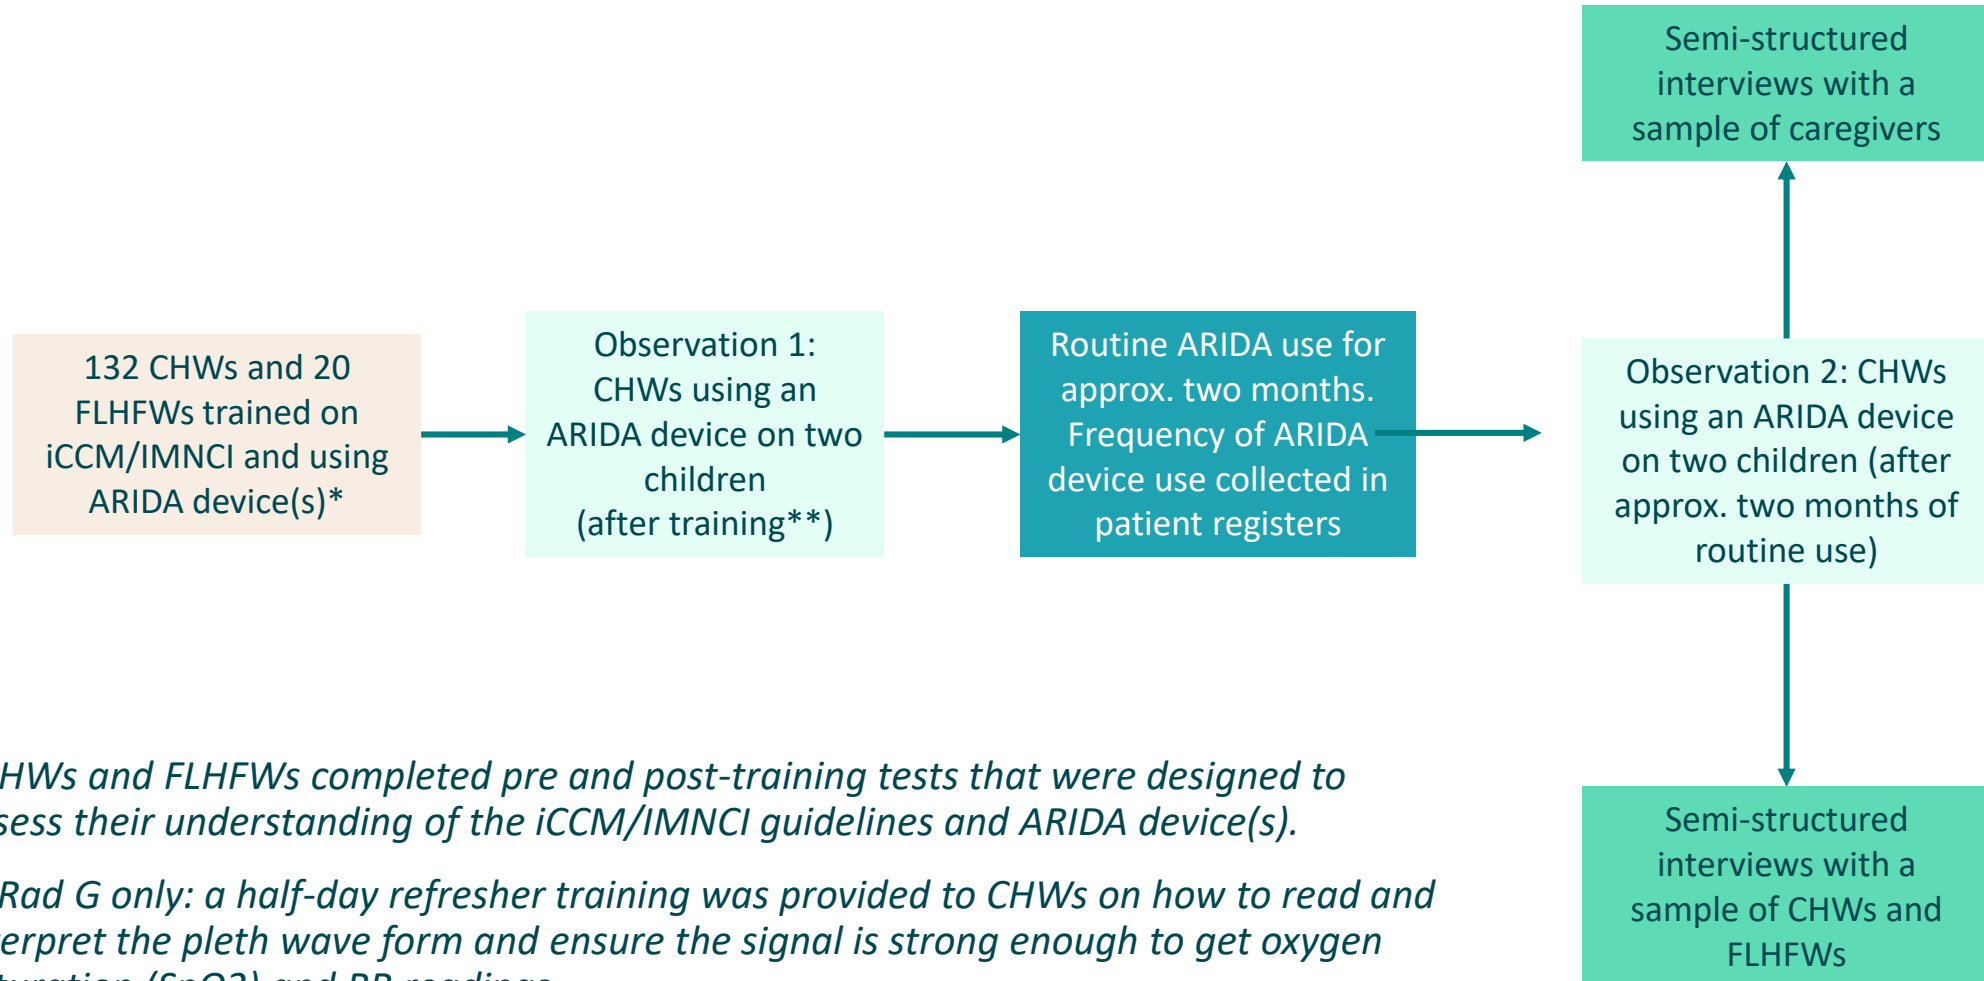 Semi-structured
interviews with a
sample of caregivers
132 CHWs and 20
FLHFWs trained on
iCCM/IMNCI and using
ARIDA device(s)*
Observation 1:
CHWs using an
ARIDA device on two
children
(after training**)
Routine ARIDA use for
approx. two months.
Frequency of ARIDA
device use collected in
patient registers
Observation 2: CHWs
using an ARIDA device
on two children (after
approx. two months of
routine use)
Semi-structured
interviews with a
sample of CHWs and
FLHFWs
HWs and FLHFWs completed pre and post-training tests that were designed to
sess their understanding of the iCCM/IMNCI guidelines and ARIDA device(s).
Rad G only: a half-day refresher training was provided to CHWs on how to read and
erpret the pleth wave form and ensure the signal is strong enough to get oxygen
turation (SpO2) and RR readings